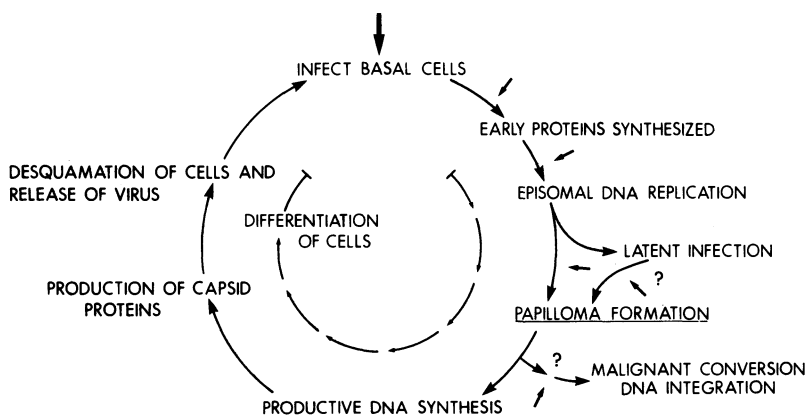 INFECT BASAL CELLS
EARLY PROTEINS SYNTHESIZED
EPISOMAL DNA REPLICATION
LATENT INFECTION
?
PAPILLOMA FORMATION
?
MALIGNANT CONVERSION
DNA INTEGRATION
PRODUCTIVE DNA SYNTHESIS
PRODUCTION OF CAPSID
PROTEINS
DESQUAMATION OF CELLS AND
RELEASE OF VIRUS
DIFFERENTIATION
OF CELLS